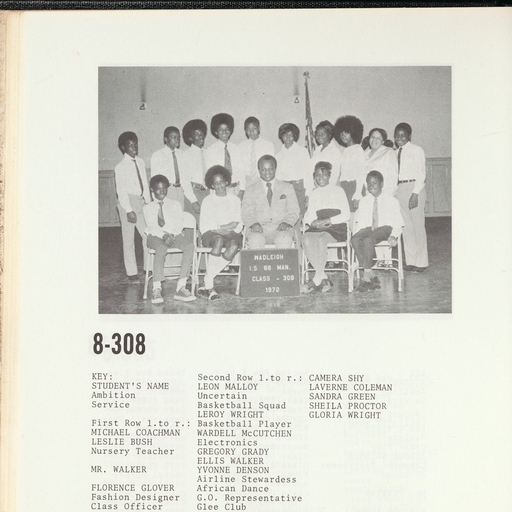 WADLEIGH
I.S 88 MAN.
CLASS - 308
1972
8-308
KEY:
STUDENT'S NAME
Ambition
Service
First Row l.to r.:
MICHAEL COACHMAN
LESLIE BUSH
Nursery Teacher
MR. WALKER
FLORENCE GLOVER
Fashion Designer
Class Officer
Second Row l.to r.:
LEON MALLOY
Uncertain
Basketball Squad
LEROY WRIGHT
Basketball Player
WARDELL McCUTCHEN
Electronics
GREGORY GRADY
ELLIS WALKER
YVONNE DENSON
Airline Stewardess
African Dance
G.O. Representative
Glee Club
CAMERA SHY
LAVERNE COLEMAN
SANDRA GREEN
SHEILA PROCTOR
GLORIA WRIGHT